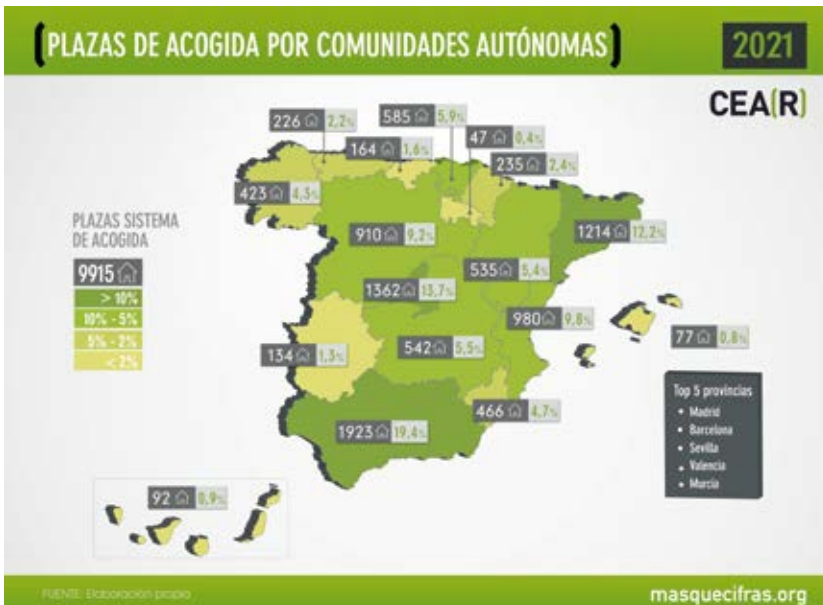 (PLAZAS DE ACOGIDA POR COMUNIDADES AUTÓNOMAS)
2021
CEA(R)
226 2,2%
585 5,9%
47 0,4%
164 1,6%
235 2,4%
423 4,3%
PLAZAS SISTEMA
DE ACOGIDA
9915
> 10%
10% - 5%
5% - 2%
< 2%
910 9,2%
1214 12,2%
535 5,4%
1362 13,7%
980 9,8%
77 0,8%
134 1,3%
542 5,5%
466 4,7%
1923 19,4%
Top 5 provincias
• Madrid
• Barcelona
• Sevilla
• Valencia
• Murcia
92 0,9%
FUENTE: Elaboración propia
masquecifras.org